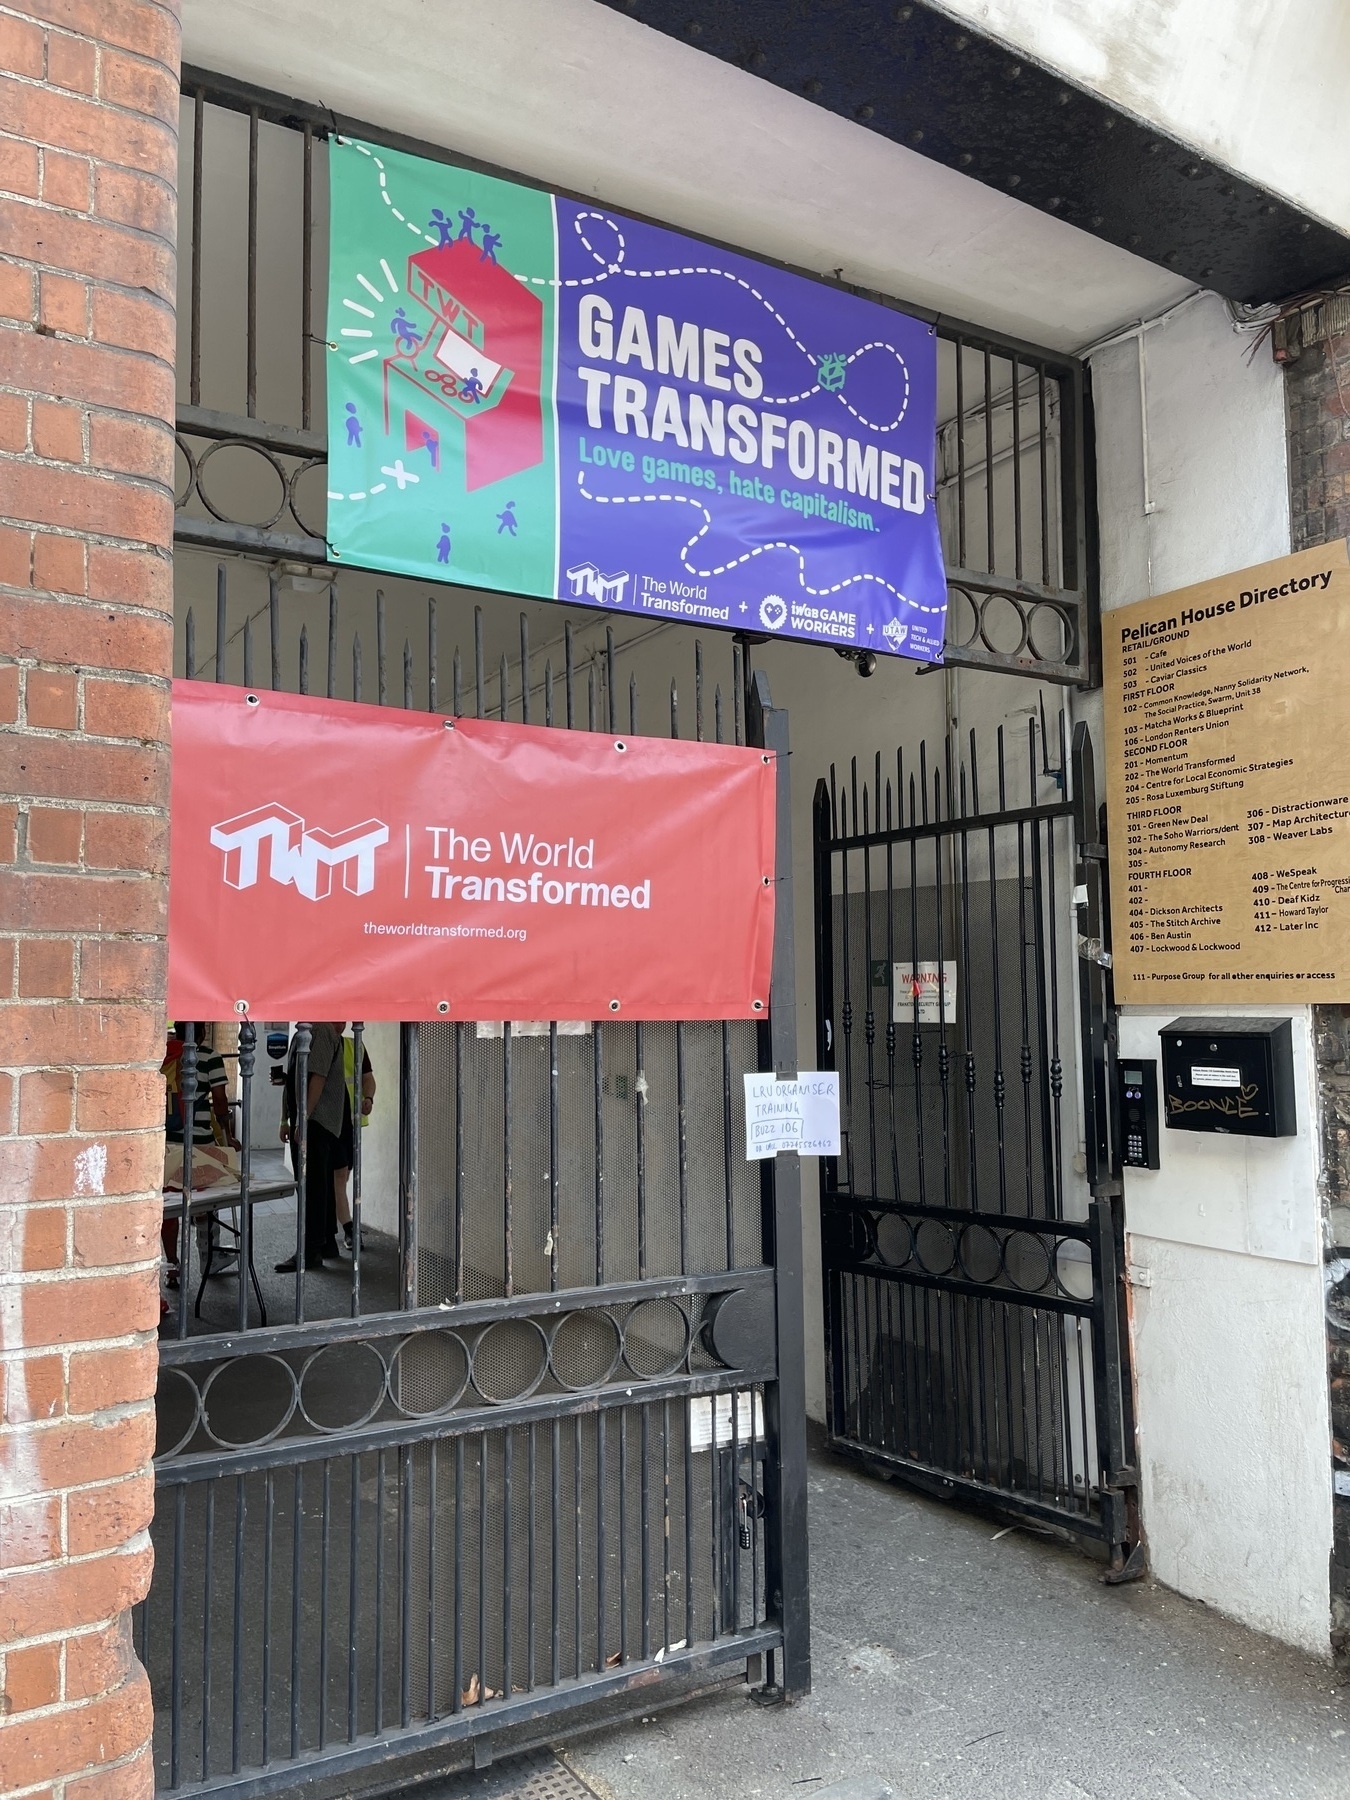 TWT
GAMES
TRANSFORMED
Love games, hate capitalism.
TWT
The World
Transformed
+
iWGB GAME
WORKERS
+
UTAW
UNITED
TECH & ALLIED
WORKERS
TWT
The World
Transformed
theworldtransformed.org
LRU ORGANISER
TRAINING
BUZZ 106
WARNING
Pelican House Directory
RETAIL/GROUND
501 - Cafe
502 - United Voices of the World
503 - Caviar Classics
FIRST FLOOR
102 - Common Knowledge, Nanny Solidarity Network,
The Social Practice, Swarm, Unit 38
103 - Matcha Works & Blueprint
106 - London Renters Union
SECOND FLOOR
201 - Momentum
202 - The World Transformed
204 - Centre for Local Economic Strategies
205 - Rosa Luxemburg Stiftung
THIRD FLOOR
301 - Green New Deal
302 - The Soho Warriors/dent
304 - Autonomy Research
305 -
306 - Distractionware
307 - Map Architecture
308 - Weaver Labs
FOURTH FLOOR
401 -
402 -
404 - Dickson Architects
405 - The Stitch Archive
406 - Ben Austin
407 - Lockwood & Lockwood
408 - WeSpeak
409 - The Centre for Progressi
Chan
410 - Deaf Kidz
411 - Howard Taylor
412 - Later Inc
111 - Purpose Group for all other enquiries or access
BOONCE